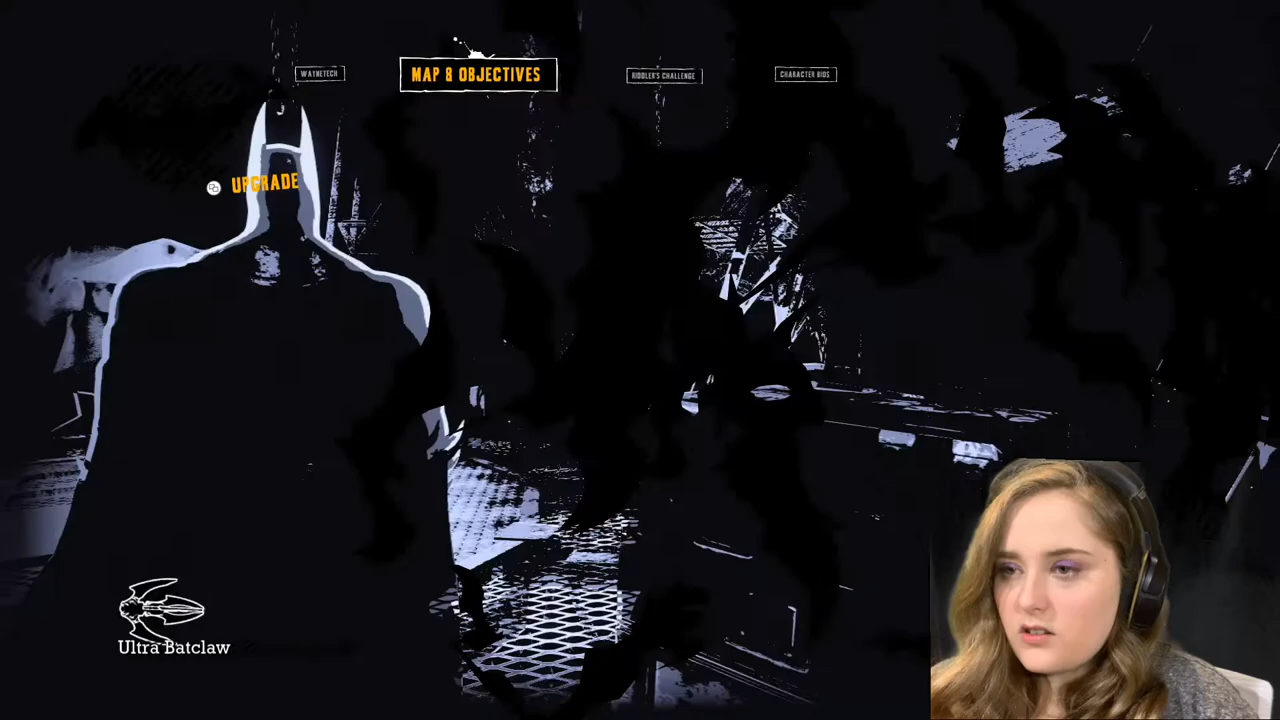 WAYNETECH
MAP & OBJECTIVES
RIDDLER'S CHALLENGE
CHARACTER BIOS
UPGRADE
Ultra Batclaw